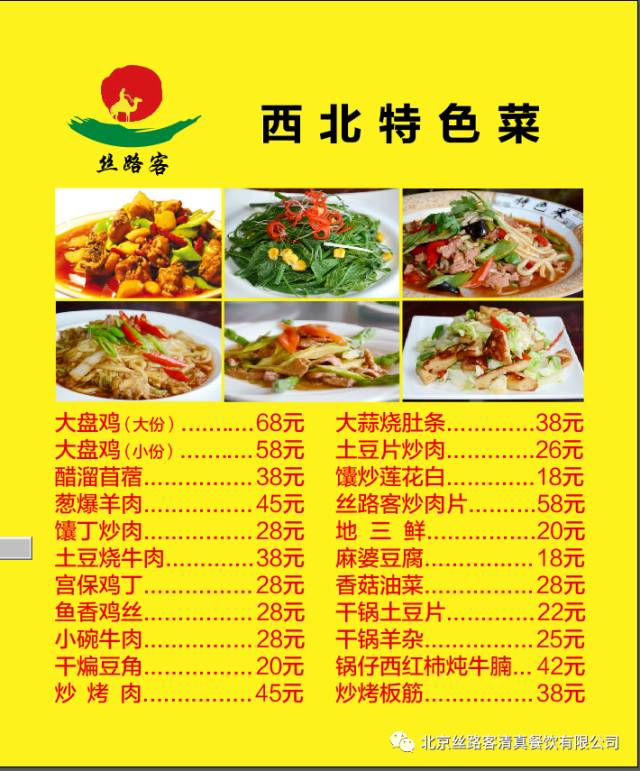 西北特色菜
丝路客
特色菜
大盘鸡(大份)...........68元
大盘鸡(小份)...........58元
醋溜苜蓿................38元
葱爆羊肉................45元
馕丁炒肉................28元
土豆烧牛肉.............38元
宫保鸡丁................28元
鱼香鸡丝................28元
小碗牛肉................28元
干煸豆角................20元
炒 烤 肉................45元
大蒜烧肚条.............38元
土豆片炒肉.............26元
馕炒莲花白.............18元
丝路客炒肉片..........58元
地 三 鲜................20元
麻婆豆腐................18元
香菇油菜................28元
干锅土豆片.............22元
干锅羊杂................25元
锅仔西红柿炖牛腩... 42元
炒烤板筋................38元
北京丝路客清真餐饮有限公司